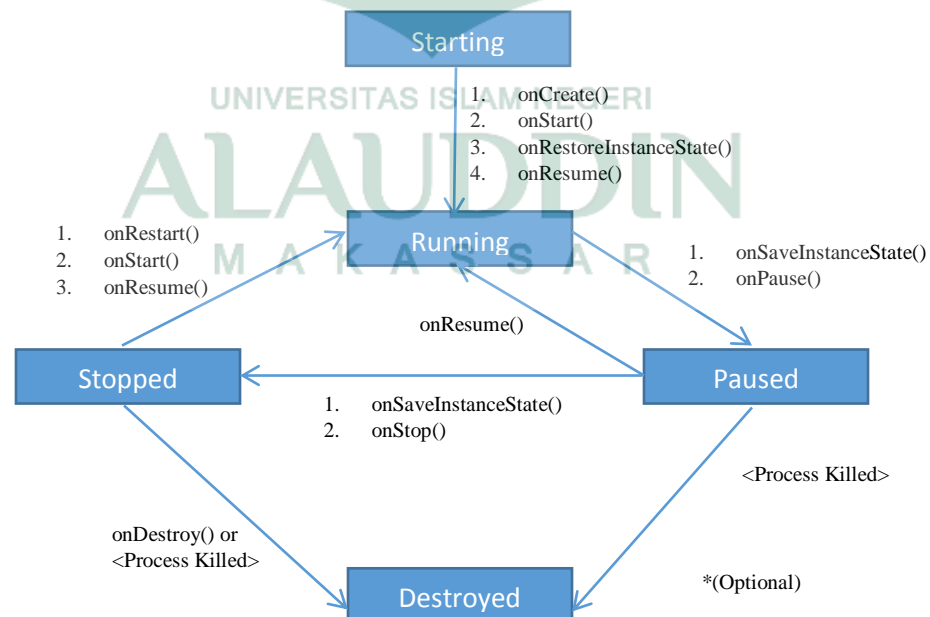 Starting
UNIVERSITAS ISLAM NEGERI
ALAUDDIN
MAKASSAR
1. onCreate()
2. onStart()
3. onRestoreInstanceState()
4. onResume()
Running
1. onRestart()
2. onStart()
3. onResume()
1. onSaveInstanceState()
2. onPause()
onResume()
Stopped
Paused
1. onSaveInstanceState()
2. onStop()
<Process Killed>
onDestroy() or
<Process Killed>
*(Optional)
Destroyed